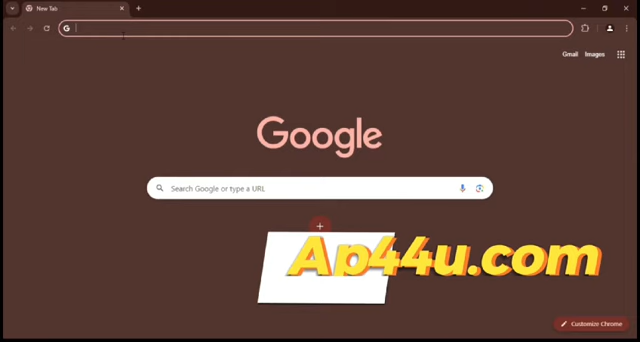 New Tab
Gmail Images
Google
Search Google or type a URL
Ap44u.com
Customize Chrome